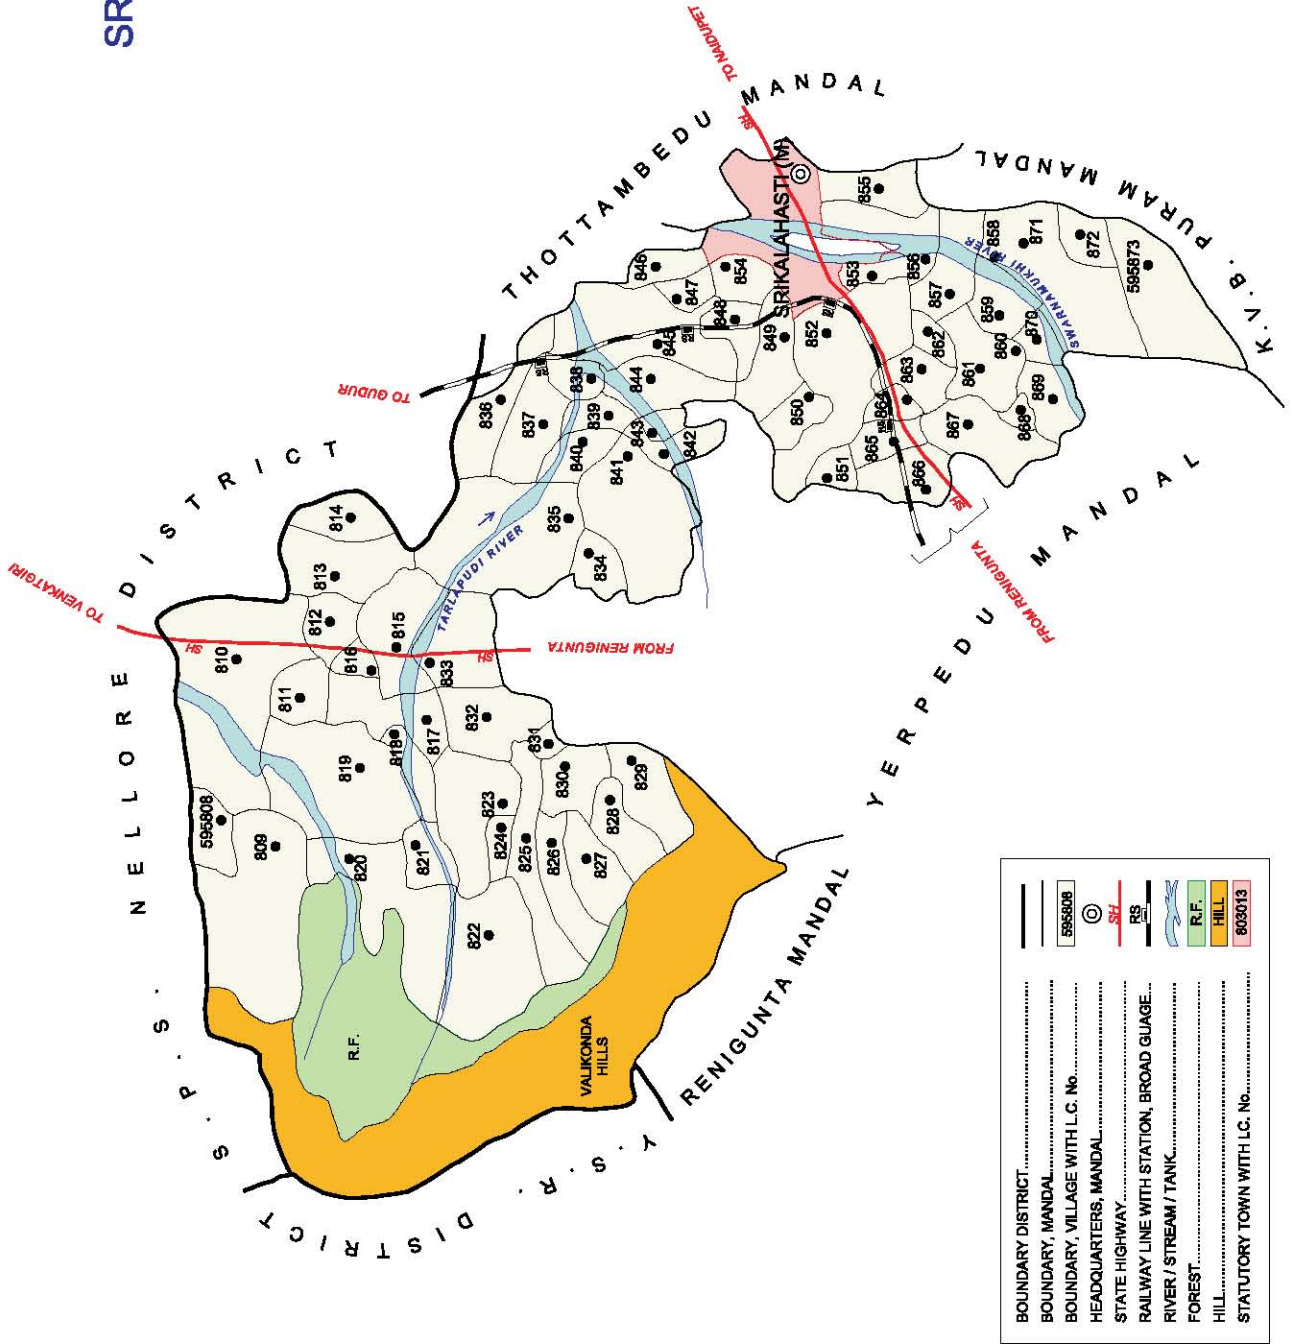 SR
TO NAIDUPET
SH
THOTTAMBEDU MANDAL
SRIKALAHASTI (M)
K.V.B. PURAM MANDAL
TO GUDUR
S.P.S. NELLORE DISTRICT
TO VENKATGIRI
SH
810
811
812
813
814
815
816
817
818
819
820
821
822
823
824
825
826
827
828
829
830
831
832
833
834
835
836
837
838
839
840
841
842
843
844
845
846
847
848
849
850
851
852
853
854
855
856
857
858
859
860
861
862
863
864
865
866
867
868
869
870
871
872
595873
595808
809
TARLAPUDI RIVER
SWARNAMUKHI RIVER
SH
FROM RENIGUNTA
SH
FROM RENIGUNTA
YERPEDU MANDAL
RENIGUNTA MANDAL
Y.S.R. DISTRICT
R.F.
VALIKONDA
HILLS
BOUNDARY DISTRICT
BOUNDARY, MANDAL
BOUNDARY, VILLAGE WITH L.C. No. 595808
HEADQUARTERS, MANDAL
STATE HIGHWAY SH
RAILWAY LINE WITH STATION, BROAD GUAGE RS
RIVER / STREAM / TANK
FOREST R.F.
HILL HILL
STATUTORY TOWN WITH LC. No. 803013